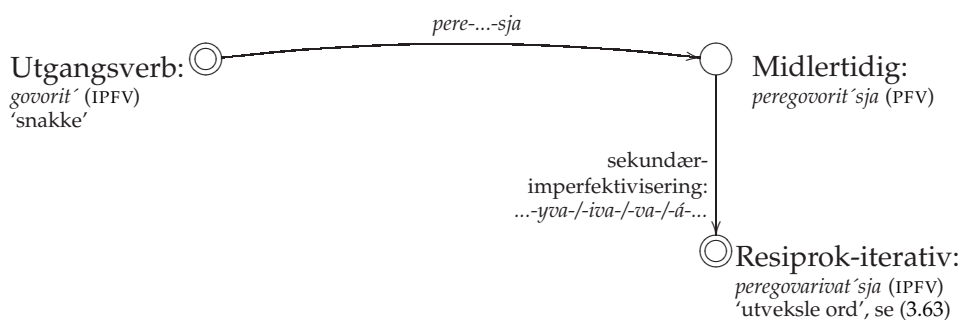 pere-...-sja
Utgangsverb:
govorit´ (IPFV)
‘snakke’
Midlertidig:
peregovorit´sja (PFV)
sekundær-
imperfektivisering:
...-yva-/-iva-/-va-/-á-...
Resiprok-iterativ:
peregovarivat´sja (IPFV)
‘utveksle ord’, se (3.63)